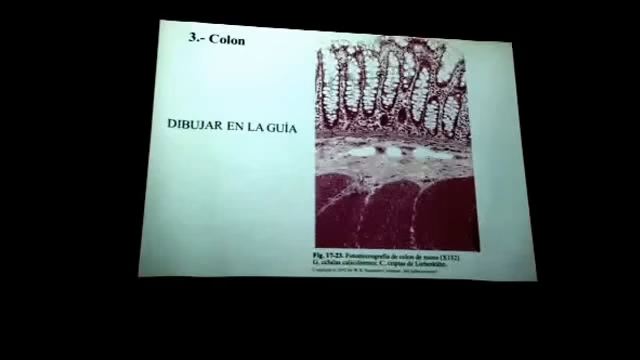 3.- Colon
DIBUJAR EN LA GUÍA
Fig. 17-23. Fotomicrografía de colon de mono (X132)
G, células caliciformes; C, criptas de Lieberkühn.